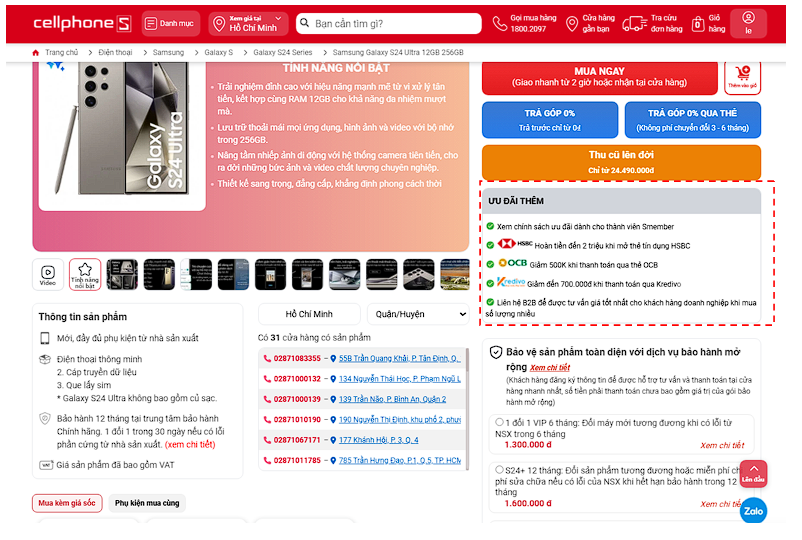 cellphoneS
Danh mục
Xem giá tại
Hồ Chí Minh
Bạn cần tìm gì?
Gọi mua hàng
1800.2097
Cửa hàng
gần bạn
Tra cứu
đơn hàng
Giỏ
hàng
le
Trang chủ > Điện thoại > Samsung > Galaxy S > Galaxy S24 Series > Samsung Galaxy S24 Ultra 12GB 256GB
Galaxy
S24 Ultra
TÍNH NĂNG NỔI BẬT
• Trải nghiệm đỉnh cao với hiệu năng mạnh mẽ từ vi xử lý tân
tiến, kết hợp cùng RAM 12GB cho khả năng đa nhiệm mượt
mà.
• Lưu trữ thoải mái mọi ứng dụng, hình ảnh và video với bộ nhớ
trong 256GB.
• Nâng tầm nhiếp ảnh di động với hệ thống camera tiên tiến, cho
ra đời những bức ảnh và video chất lượng chuyên nghiệp.
• Thiết kế sang trọng, đẳng cấp, khẳng định phong cách thời
Video
Tính năng
nổi bật
Thông tin sản phẩm
Mới, đầy đủ phụ kiện từ nhà sản xuất
Điện thoại thông minh
2. Cáp truyền dữ liệu
3. Que lấy sim
* Galaxy S24 Ultra không bao gồm củ sạc.
Bảo hành 12 tháng tại trung tâm bảo hành
Chính hãng. 1 đổi 1 trong 30 ngày nếu có lỗi
phần cứng từ nhà sản xuất. (xem chi tiết)
VAT Giá sản phẩm đã bao gồm VAT
Hồ Chí Minh
Quận/Huyện
Có 31 cửa hàng có sản phẩm
02871083355 - 55B Trần Quang Khải, P. Tân Định, Q.
02871000132 - 134 Nguyễn Thái Học, P. Phạm Ngũ L
02871000139 - 139 Trần Não, P. Bình An, Quận 2
02871010190 - 190 Nguyễn Thị Định, khu phố 2, phườ
02871067171 - 177 Khánh Hội, P. 3, Q. 4
02871011785 - 785 Trần Hưng Đạo, P.1, Q.5, TP. HCM
Mua kèm giá sốc
Phụ kiện mua cùng
MUA NGAY
(Giao nhanh từ 2 giờ hoặc nhận tại cửa hàng)
Thêm vào giỏ
TRẢ GÓP 0%
Trả trước chỉ từ 0đ
TRẢ GÓP 0% QUA THẺ
(Không phí chuyển đổi 3 - 6 tháng)
Thu cũ lên đời
Chỉ từ 24.490.000đ
ƯU ĐÃI THÊM
Xem chính sách ưu đãi dành cho thành viên Smember
HSBC Hoàn tiền đến 2 triệu khi mở thẻ tín dụng HSBC
OCB Giảm 500K khi thanh toán qua thẻ OCB
Kredivo Giảm đến 700.000đ khi thanh toán qua Kredivo
Liên hệ B2B để được tư vấn giá tốt nhất cho khách hàng doanh nghiệp khi mua
số lượng nhiều
Bảo vệ sản phẩm toàn diện với dịch vụ bảo hành mở
rộng Xem chi tiết
(Khách hàng đăng ký thông tin để được hỗ trợ tư vấn và thanh toán tại cửa
hàng nhanh nhất, số tiền phải thanh toán chưa bao gồm giá trị của gói bảo
hành mở rộng)
1 đổi 1 VIP 6 tháng: Đổi máy mới tương đương khi có lỗi từ
NSX trong 6 tháng
1.300.000 đ
Xem chi tiết
S24+ 12 tháng: Đổi sản phẩm tương đương hoặc miễn phí ch
phí sửa chữa nếu có lỗi của NSX khi hết hạn bảo hành trong 12
tháng
1.600.000 đ
Xem chi tiết
Lên đầu
Zalo